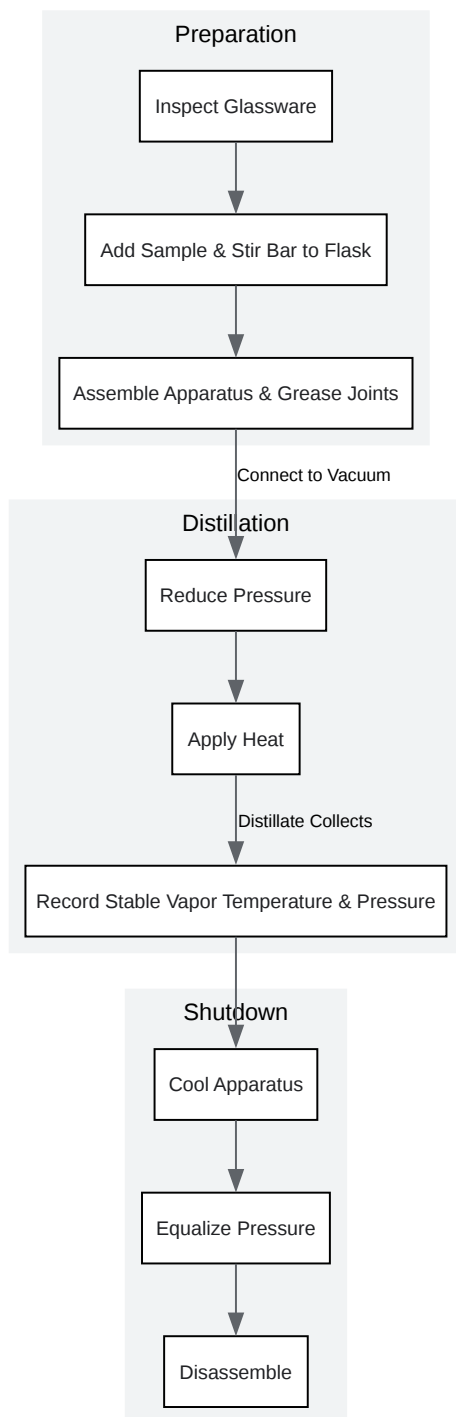 Preparation
Inspect Glassware
Add Sample & Stir Bar to Flask
Assemble Apparatus & Grease Joints
Connect to Vacuum
Distillation
Reduce Pressure
Apply Heat
Distillate Collects
Record Stable Vapor Temperature & Pressure
Shutdown
Cool Apparatus
Equalize Pressure
Disassemble